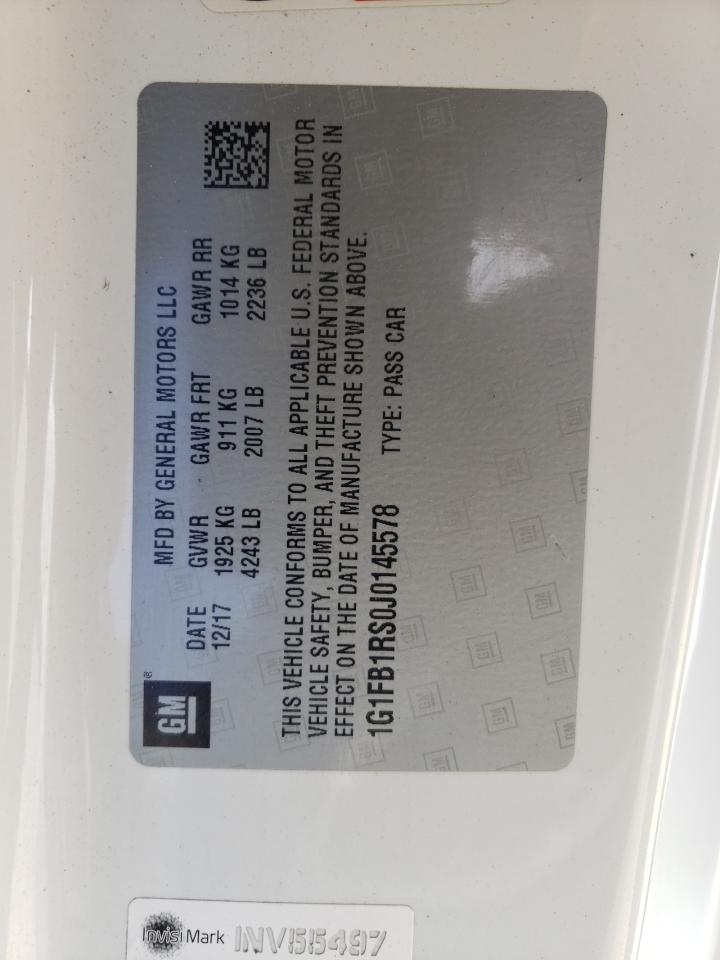 GM®
MFD BY GENERAL MOTORS LLC
DATE GVWR GAWR FRT GAWR RR
12/17 1925 KG 911 KG 1014 KG
4243 LB 2007 LB 2236 LB
THIS VEHICLE CONFORMS TO ALL APPLICABLE U.S. FEDERAL MOTOR
VEHICLE SAFETY, BUMPER, AND THEFT PREVENTION STANDARDS IN
EFFECT ON THE DATE OF MANUFACTURE SHOWN ABOVE.
1G1FB1RS0J0145578 TYPE: PASS CAR
InvisiMark INV55497